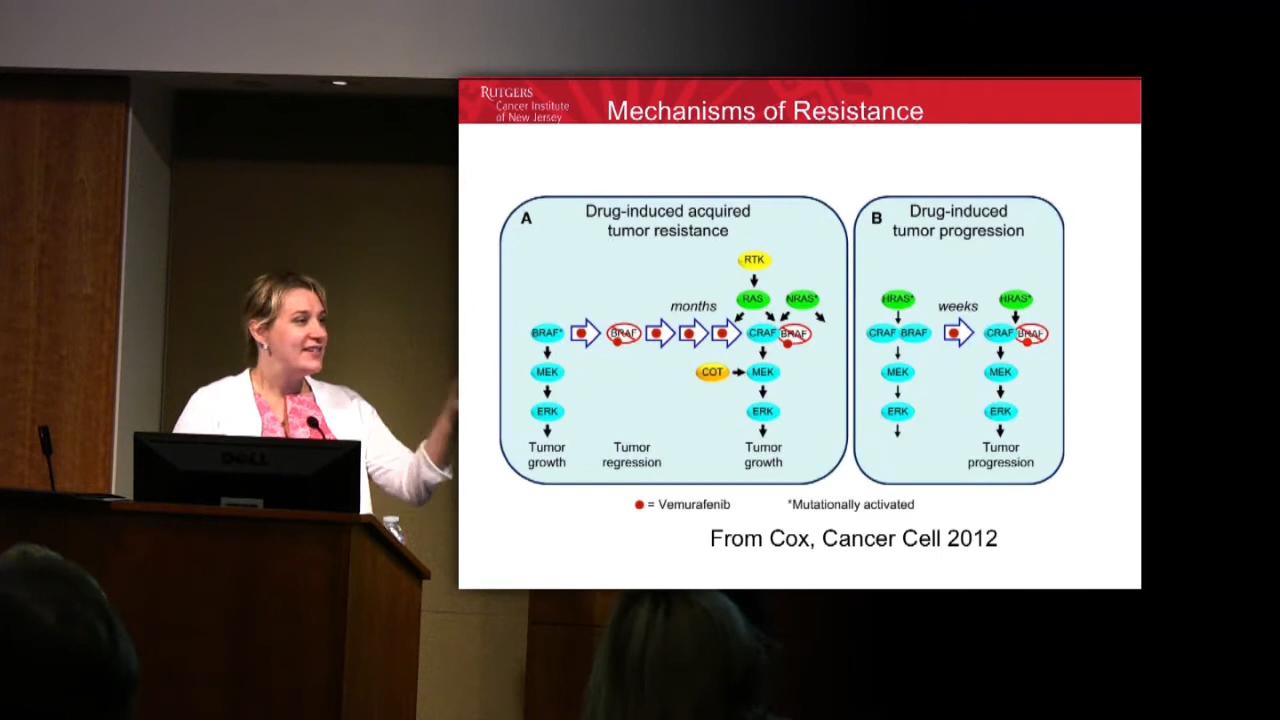 RUTGERS
Cancer Institute
of New Jersey
Mechanisms of Resistance
A
Drug-induced acquired
tumor resistance
RTK
months
RAS
NRAS*
BRAF*
BRAF
CRAF
BRAF
MEK
COT
MEK
ERK
ERK
Tumor
growth
Tumor
regression
Tumor
growth
B
Drug-induced
tumor progression
HRAS*
weeks
HRAS*
CRAF
BRAF
CRAF
BRAF
MEK
MEK
ERK
ERK
Tumor
progression
= Vemurafenib
*Mutationally activated
From Cox, Cancer Cell 2012
DELL